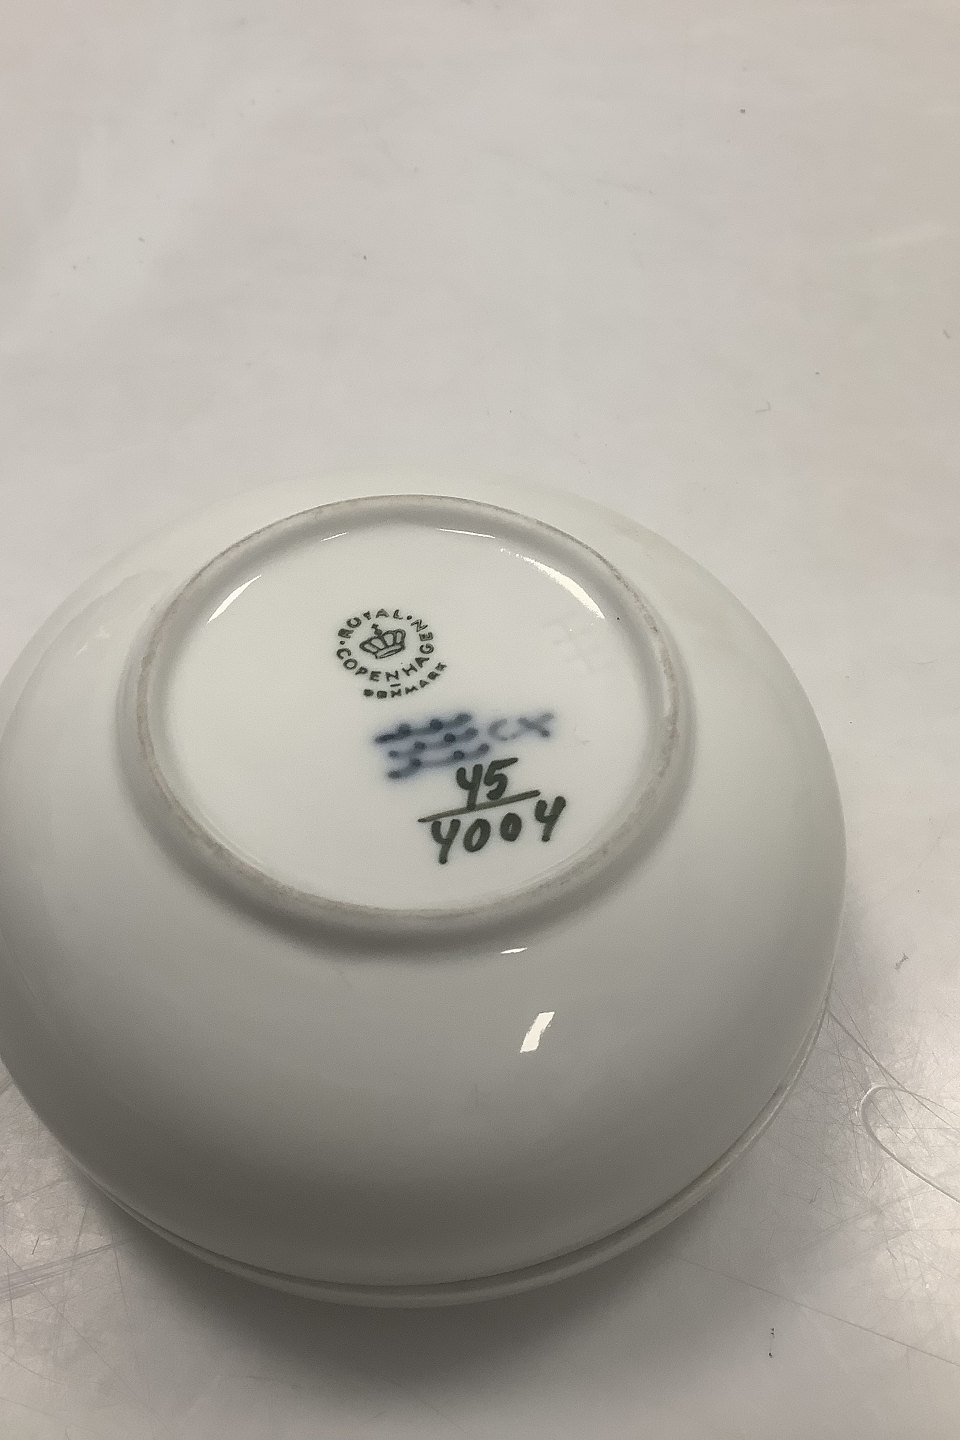 ROYAL COPENHAGEN
DENMARK
CX
45
4004